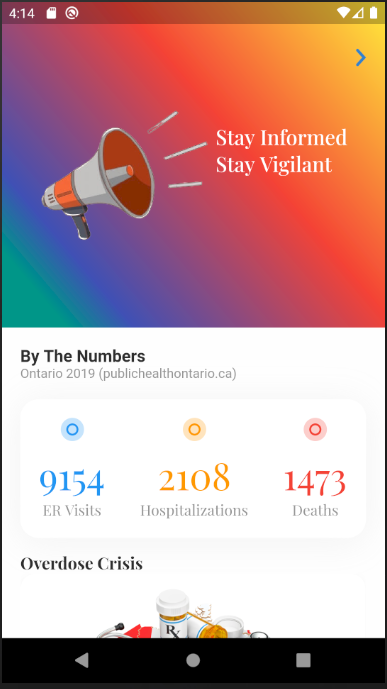 4:14
Stay Informed
Stay Vigilant
By The Numbers
Ontario 2019 (publichealthontario.ca)
9154 2108 1473
ER Visits Hospitalizations Deaths
Overdose Crisis
Rx